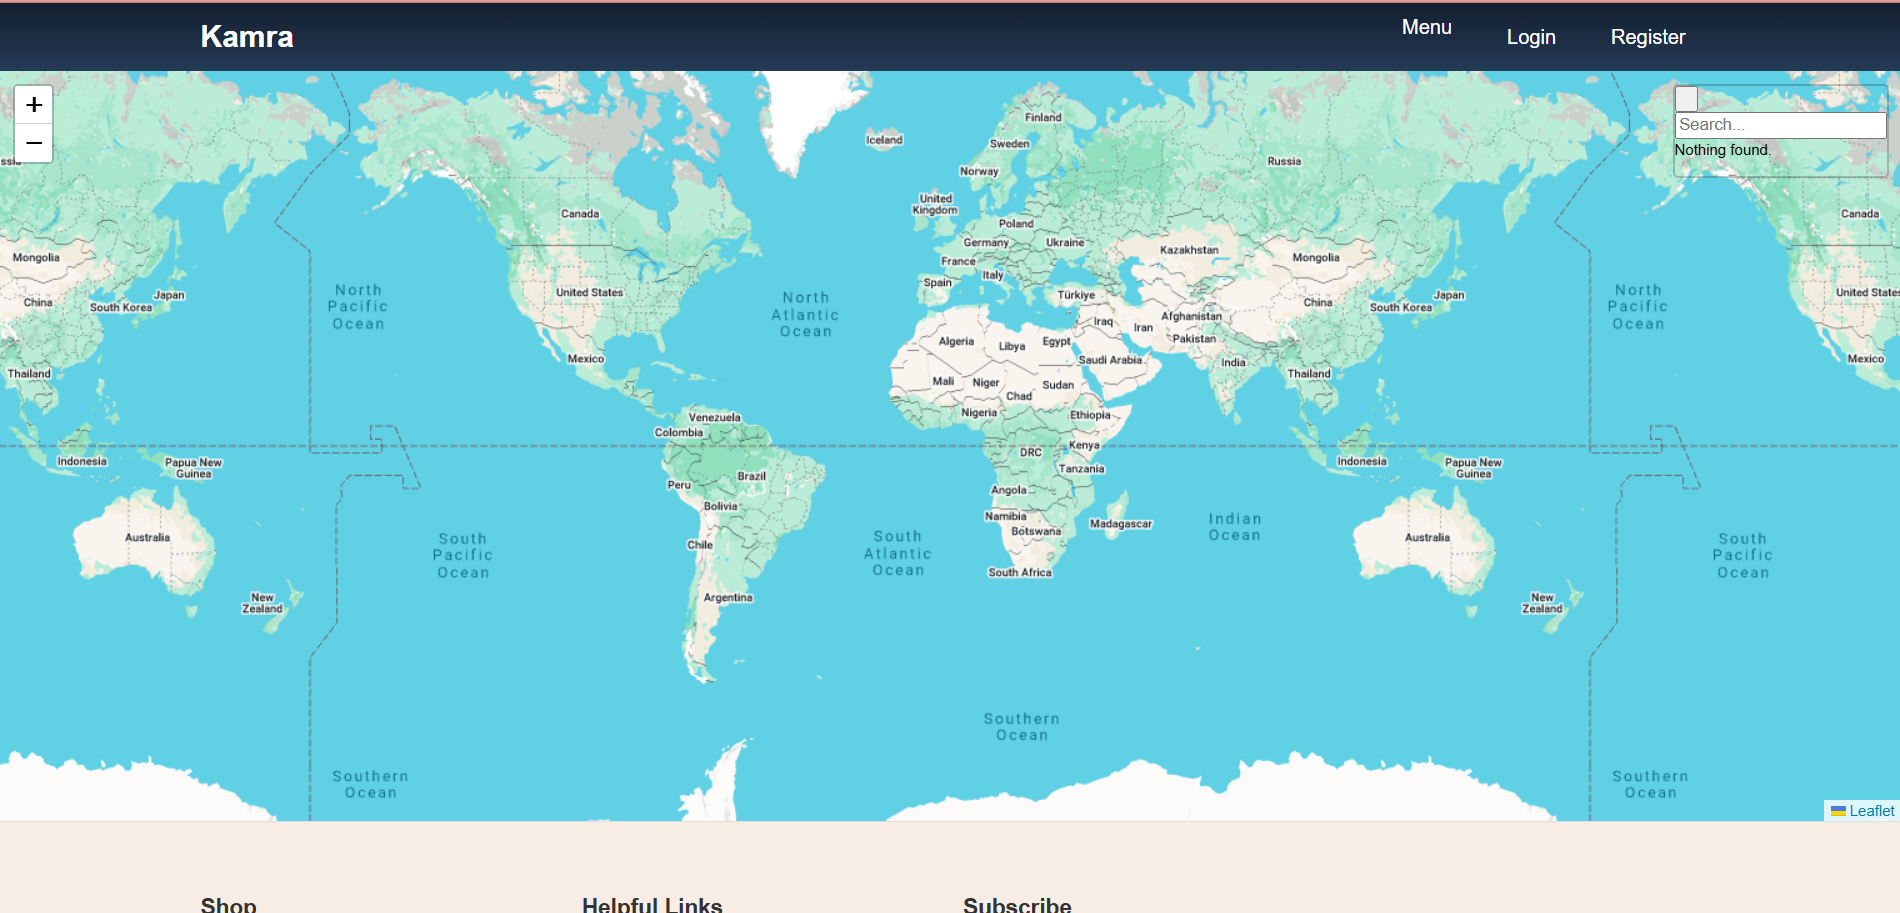 Kamra
Menu
Login
Register
+
−
Search...
Nothing found.
Finland
Iceland
Sweden
Russia
Norway
United
Kingdom
Canada
Canada
Poland
Germany
Ukraine
Kazakhstan
Mongolia
France
Mongolia
Italy
Spain
North
Pacific
Ocean
United States
North
Atlantic
Ocean
Türkiye
China
South Korea
Japan
Iraq
Iran
Afghanistan
China
South Korea
Japan
North
Pacific
Ocean
United States
Algeria
Libya
Egypt
Pakistan
Mexico
Saudi Arabia
India
Mexico
Thailand
Mali
Niger
Sudan
Thailand
Chad
Venezuela
Nigeria
Ethiopia
Colombia
Kenya
DRC
Indonesia
Papua New
Guinea
Brazil
Tanzania
Indonesia
Papua New
Guinea
Peru
Angola
Bolivia
Namibia
Botswana
Madagascar
Indian
Ocean
Australia
South
Pacific
Ocean
Chile
South
Atlantic
Ocean
South Africa
Australia
South
Pacific
Ocean
New
Zealand
Argentina
New
Zealand
Southern
Ocean
Southern
Ocean
Southern
Ocean
Leaflet
Shop
Helpful Links
Subscribe